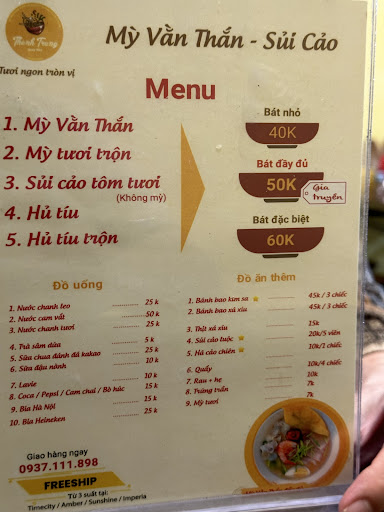 Thanh Trang
Tươi ngon tròn vị
Mỳ Vằn Thắn - Sủi Cảo
Menu
1. Mỳ Vằn Thắn
2. Mỳ tươi trộn
3. Sủi cảo tôm tươi
(Không mỳ)
4. Hủ tíu
5. Hủ tíu trộn
Bát nhỏ
40K
Bát đầy đủ
50K
Gia truyền
Bát đặc biệt
60K
Đồ uống
1. Nước chanh leo 25 k
2. Nước cam vắt 50 k
3. Nước chanh tươi 25 k
4. Trà sâm dứa 5 k
5. Sữa chua đánh đá kakao 25 k
6. Sữa đậu nành 10 k
7. Lavie 10 k
8. Coca / Pepsi / Cam chai / Bò húc 15 k
9. Bia Hà Nội 15 k
10. Bia Heineken 25 k
Đồ ăn thêm
1. Bánh bao kim sa 45k / 3 chiếc
2. Bánh bao xá xíu 45k / 3 chiếc
3. Thịt xá xíu 15k
4. Sủi cảo luộc 20k/5 viên
5. Há cảo chiên 10k/2 chiếc
6. Quẩy 10k/4 chiếc
7. Rau + hẹ 10k
8. Trứng trần 7k
9. Mỳ tươi 7k
Giao hàng ngay
0937.111.898
FREESHIP
Từ 3 suất tại:
Timecity / Amber / Sunshine / Imperia